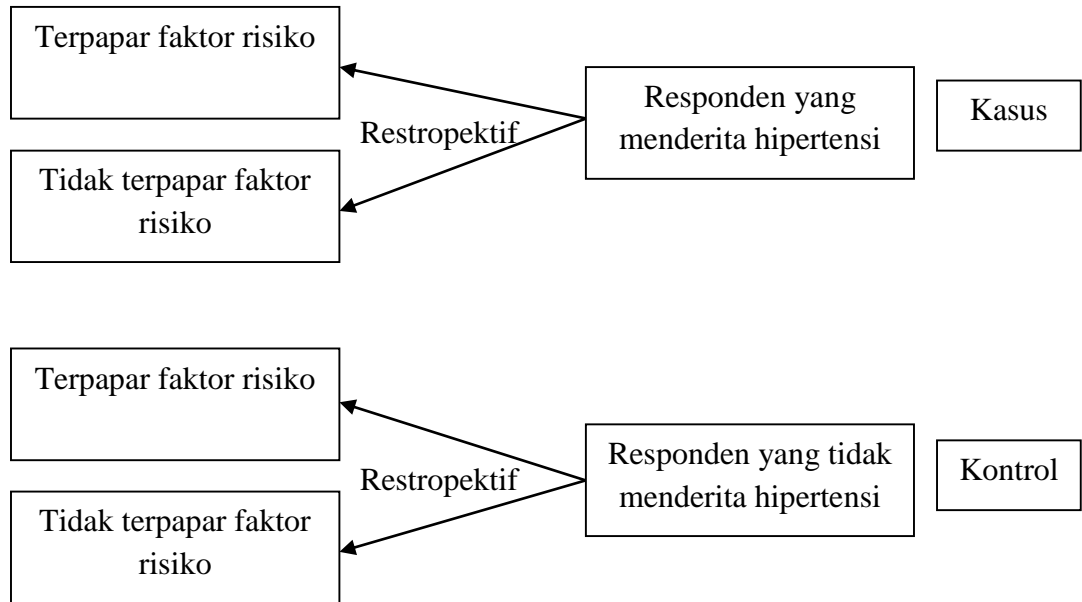 Terpapar faktor risiko
Restropektif
Tidak terpapar faktor
risiko
Responden yang
menderita hipertensi
Kasus
Terpapar faktor risiko
Restropektif
Tidak terpapar faktor
risiko
Responden yang tidak
menderita hipertensi
Kontrol